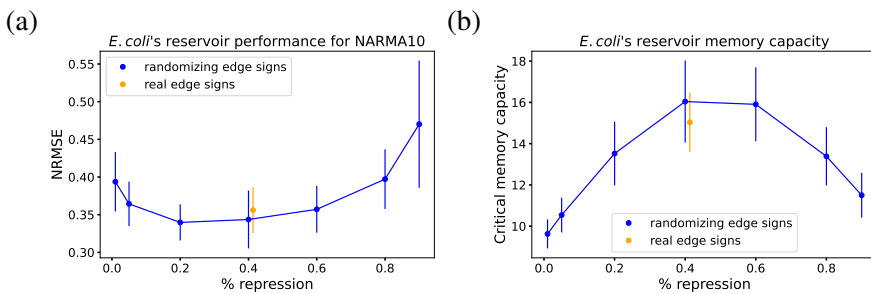 (a)
E.coli's reservoir performance for NARMA10
randomizing edge signs
real edge signs
NRMSE
0.55
0.50
0.45
0.40
0.35
0.30
0.0 0.2 0.4 0.6 0.8
% repression
(b)
E.coli's reservoir memory capacity
Critical memory capacity
18
16
14
12
10
randomizing edge signs
real edge signs
0.0 0.2 0.4 0.6 0.8
% repression